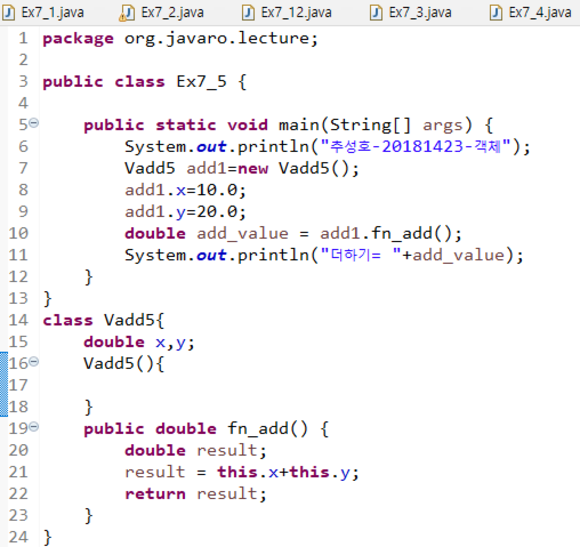 Ex7_1.java Ex7_2.java Ex7_12.java Ex7_3.java Ex7_4.java
1 package org.javaro.lecture;
2
3 public class Ex7_5 {
4
5 public static void main(String[] args) {
6 System.out.println("추성호-20181423-객체");
7 Vadd5 add1=new Vadd5();
8 add1.x=10.0;
9 add1.y=20.0;
10 double add_value = add1.fn_add();
11 System.out.println("더하기= "+add_value);
12 }
13 }
14 class Vadd5{
15 double x,y;
16 Vadd5(){
17
18 }
19 public double fn_add() {
20 double result;
21 result = this.x+this.y;
22 return result;
23 }
24 }